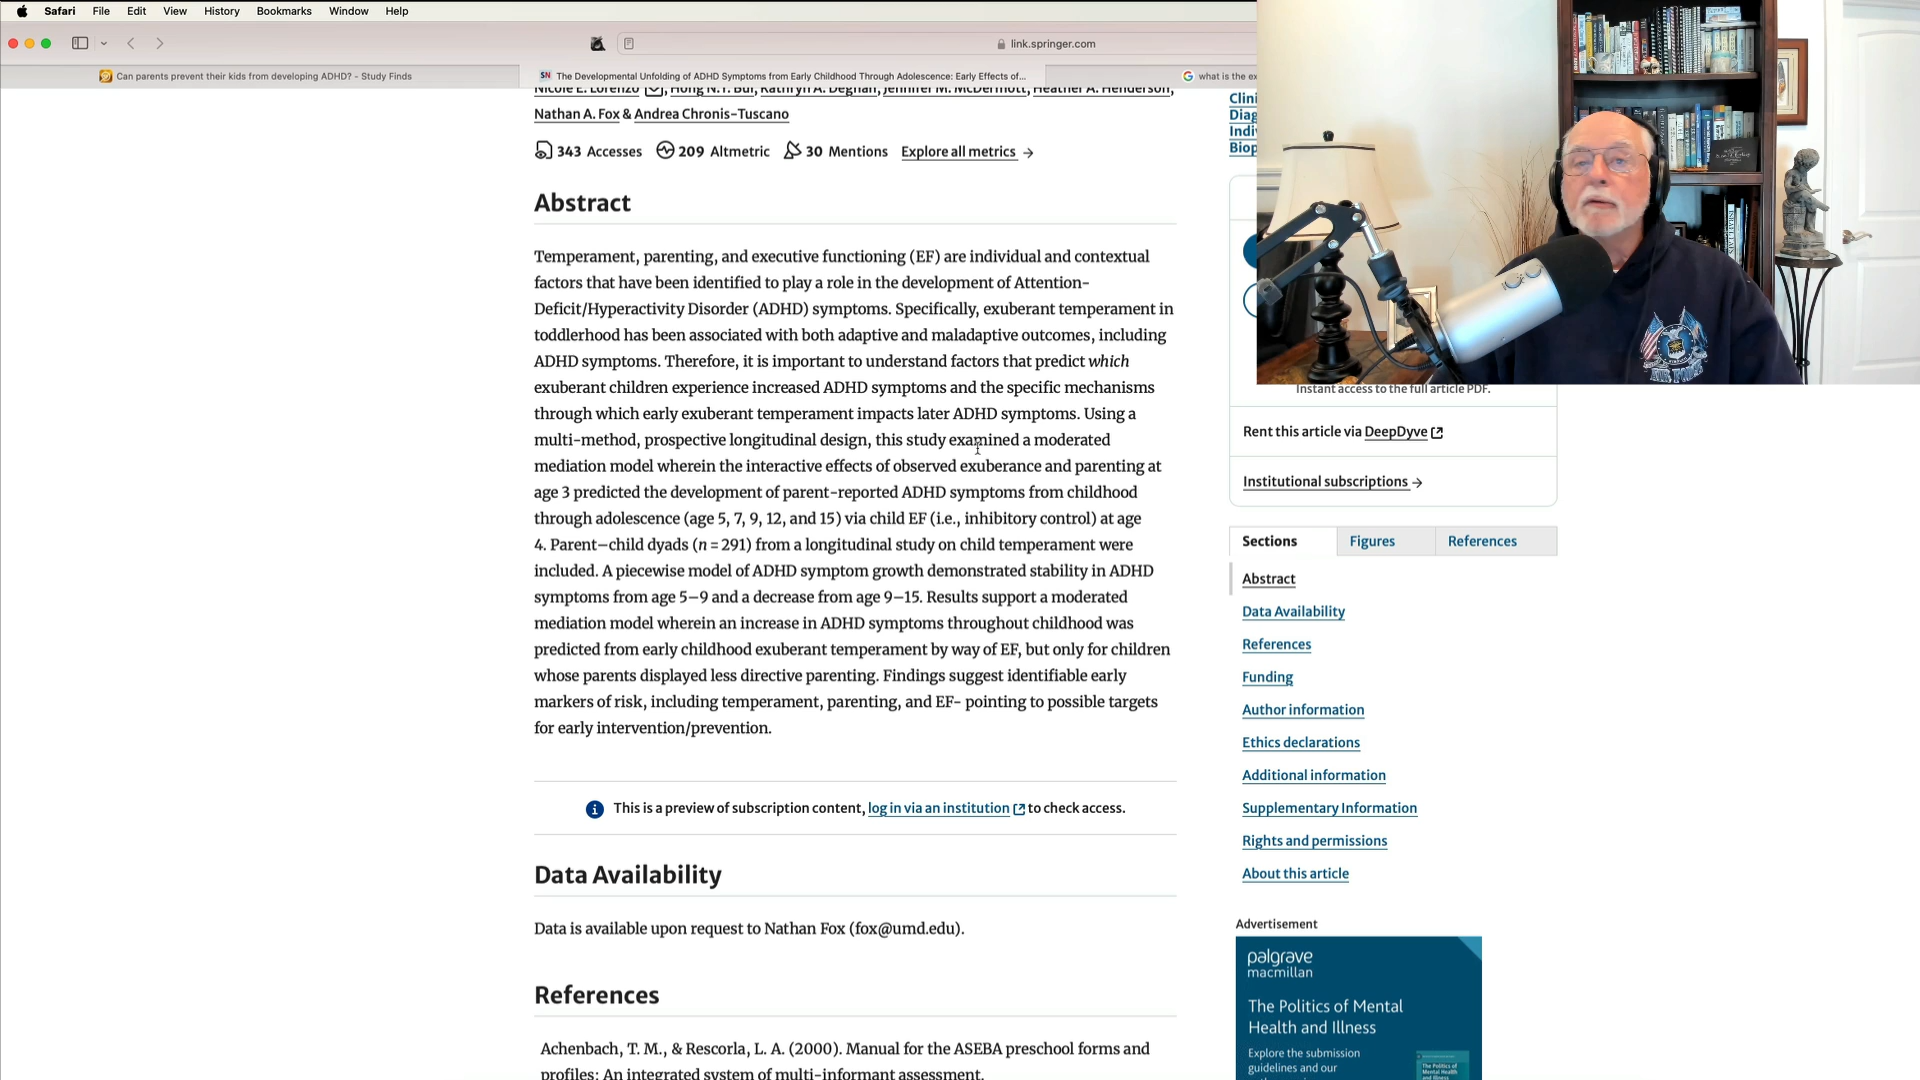 Safari File Edit View History Bookmarks Window Help
link.springer.com
Can parents prevent their kids from developing ADHD? - Study Finds
The Developmental Unfolding of ADHD Symptoms from Early Childhood Through Adolescence: Early Effects of...
what is the ex
Nicole E. Lorenzo, Hong N.T. Bui, Kathryn A. Degnan, Jennifer M. McDermott, Heather A. Henderson,
Nathan A. Fox & Andrea Chronis-Tuscano
343 Accesses 209 Altmetric 30 Mentions Explore all metrics →
Abstract
Temperament, parenting, and executive functioning (EF) are individual and contextual
factors that have been identified to play a role in the development of Attention-
Deficit/Hyperactivity Disorder (ADHD) symptoms. Specifically, exuberant temperament in
toddlerhood has been associated with both adaptive and maladaptive outcomes, including
ADHD symptoms. Therefore, it is important to understand factors that predict which
exuberant children experience increased ADHD symptoms and the specific mechanisms
through which early exuberant temperament impacts later ADHD symptoms. Using a
multi-method, prospective longitudinal design, this study examined a moderated
mediation model wherein the interactive effects of observed exuberance and parenting at
age 3 predicted the development of parent-reported ADHD symptoms from childhood
through adolescence (age 5, 7, 9, 12, and 15) via child EF (i.e., inhibitory control) at age
4. Parent–child dyads (n = 291) from a longitudinal study on child temperament were
included. A piecewise model of ADHD symptom growth demonstrated stability in ADHD
symptoms from age 5–9 and a decrease from age 9–15. Results support a moderated
mediation model wherein an increase in ADHD symptoms throughout childhood was
predicted from early childhood exuberant temperament by way of EF, but only for children
whose parents displayed less directive parenting. Findings suggest identifiable early
markers of risk, including temperament, parenting, and EF- pointing to possible targets
for early intervention/prevention.
This is a preview of subscription content, log in via an institution to check access.
Data Availability
Data is available upon request to Nathan Fox (fox@umd.edu).
References
Achenbach, T. M., & Rescorla, L. A. (2000). Manual for the ASEBA preschool forms and
profiles: An integrated system of multi-informant assessment.
Clini
Diag
Indiv
Biop
AIR FORCE
Instant access to the full article PDF.
Rent this article via DeepDyve
Institutional subscriptions →
Sections Figures References
Abstract
Data Availability
References
Funding
Author information
Ethics declarations
Additional information
Supplementary Information
Rights and permissions
About this article
Advertisement
palgrave
macmillan
The Politics of Mental
Health and Illness
Explore the submission
guidelines and our